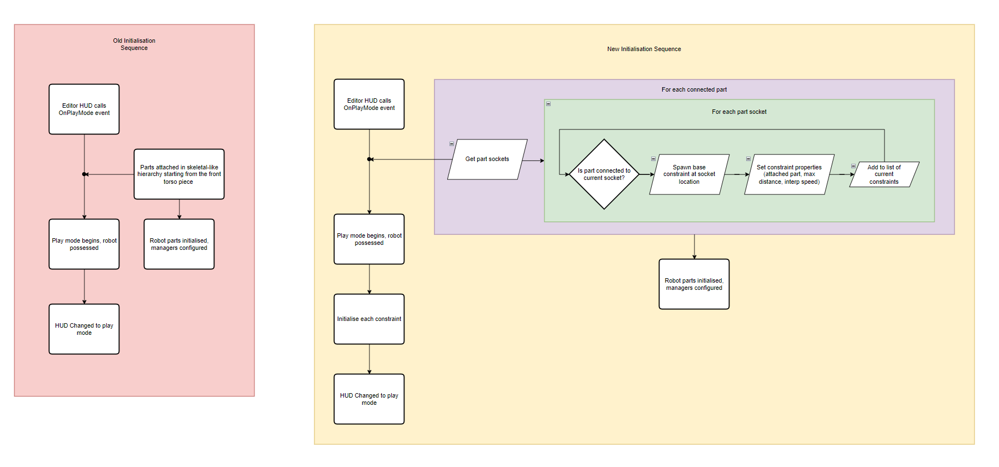 Old Initialisation
Sequence
Editor HUD calls
OnPlayMode event
Parts attached in skeletal-like
hierarchy starting from the front
torso piece
Play mode begins, robot
possessed
Robot parts initialised,
managers configured
HUD Changed to play
mode
New Initialisation Sequence
Editor HUD calls
OnPlayMode event
For each connected part
For each part socket
Get part sockets
Is part connected to
current socket?
Spawn base
constraint at socket
location
Set constraint properties
(attached part, max
distance, interp speed)
Add to list of
current
constraints
Play mode begins, robot
possessed
Robot parts initialised,
managers configured
Initialise each constraint
HUD Changed to play
mode